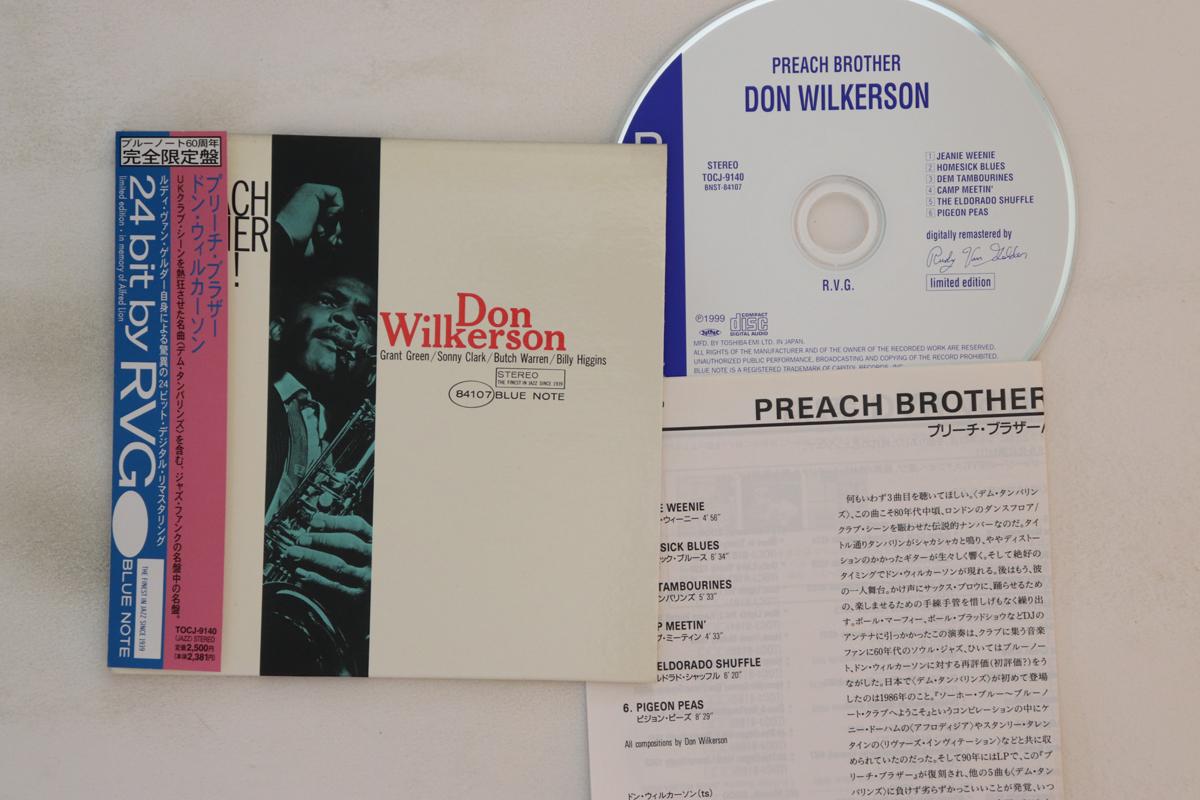 ブルーノート60周年
完全限定盤
24 bit by RVG
limited edition · in memory of Alfred Lion
ルディ・ヴァン・ゲルダー自身による驚異の24ビット・デジタル・リマスタリング
BLUE NOTE
THE FINEST IN JAZZ SINCE 1939
プリーチ・ブラザー
ドン・ウィルカーソン
UKクラブ・シーンを熱狂させた名曲〈デム・タンバリンズ〉を含む、ジャズ・ファンクの名盤中の名盤。
TOCJ-9140
(JAZZ) STEREO
定価2,500円
(本体2,381円)
ACH
HER
!
Don
Wilkerson
Grant Green/Sonny Clark/Butch Warren/Billy Higgins
STEREO
THE FINEST IN JAZZ SINCE 1939
84107 BLUE NOTE
PREACH BROTHER
DON WILKERSON
STEREO
TOCJ-9140
BNST-84107
1 JEANIE WEENIE
2 HOMESICK BLUES
3 DEM TAMBOURINES
4 CAMP MEETIN'
5 THE ELDORADO SHUFFLE
6 PIGEON PEAS
digitally remastered by
Rudy Van Gelder
limited edition
R.V.G.
Ⓟ1999
COMPACT
disc
DIGITAL AUDIO
MFD. BY TOSHIBA-EMI LTD. IN JAPAN.
ALL RIGHTS OF THE MANUFACTURER AND OF THE OWNER OF THE RECORDED WORK ARE RESERVED.
UNAUTHORIZED PUBLIC PERFORMANCE, BROADCASTING AND COPYING OF THE RECORD PROHIBITED.
BLUE NOTE IS A REGISTERED TRADEMARK OF CAPITOL RECORDS, INC.
PREACH BROTHER
プリーチ・ブラザー/
E WEENIE
・ウィーニー 4'56"
SICK BLUES
ック・ブルース 6'34"
TAMBOURINES
ンバリンズ 5'33"
P MEETIN'
プ・ミーティン 4'33"
ELDORADO SHUFFLE
ルドラド・シャッフル 6'20"
6. PIGEON PEAS
ピジョン・ピーズ 8'29"
All compositions by Don Wilkerson
ドン・ウィルカーソン(ts)
何もいわず3曲目を聴いてほしい。〈デム・タンバリン
ズ〉、この曲こそ80年代中頃、ロンドンのダンスフロア/
クラブ・シーンを賑わせた伝説的ナンバーなのだ。タイ
トル通りタンバリンがシャカシャカと鳴り、ややディストー
ションのかかったギターが生々しく響く。そして絶好の
タイミングでドン・ウィルカーソンが現れる。後はもう、彼
の一人舞台。かけ声にサックス・ブロウに、踊らせるため
の、楽しませるための手練手管を惜しげもなく繰り出
す。ポール・マーフィー、ポール・ブラッドショウなどDJの
アンテナに引っかかったこの演奏は、クラブに集う音楽
ファンに60年代のソウル・ジャズ、ひいてはブルーノー
ト、ドン・ウィルカーソンに対する再評価(初評価?)をう
ながした。日本で〈デム・タンバリンズ〉が初めて登場
したのは1986年のこと。『ソーホー・ブルー〜ブルーノ
ート・クラブへようこそ』というコンピレーションの中にケ
ニー・ドーハムの〈アフロディジア〉やスタンリー・タレン
タインの〈リヴァーズ・インヴィテーション〉などと共に収
められていたのだった。そして90年にはLPで、この『プ
リーチ・ブラザー』が復刻され、他の5曲も〈デム・タン
バリンズ〉に負けず劣らずかっこいいことが発覚、いつ